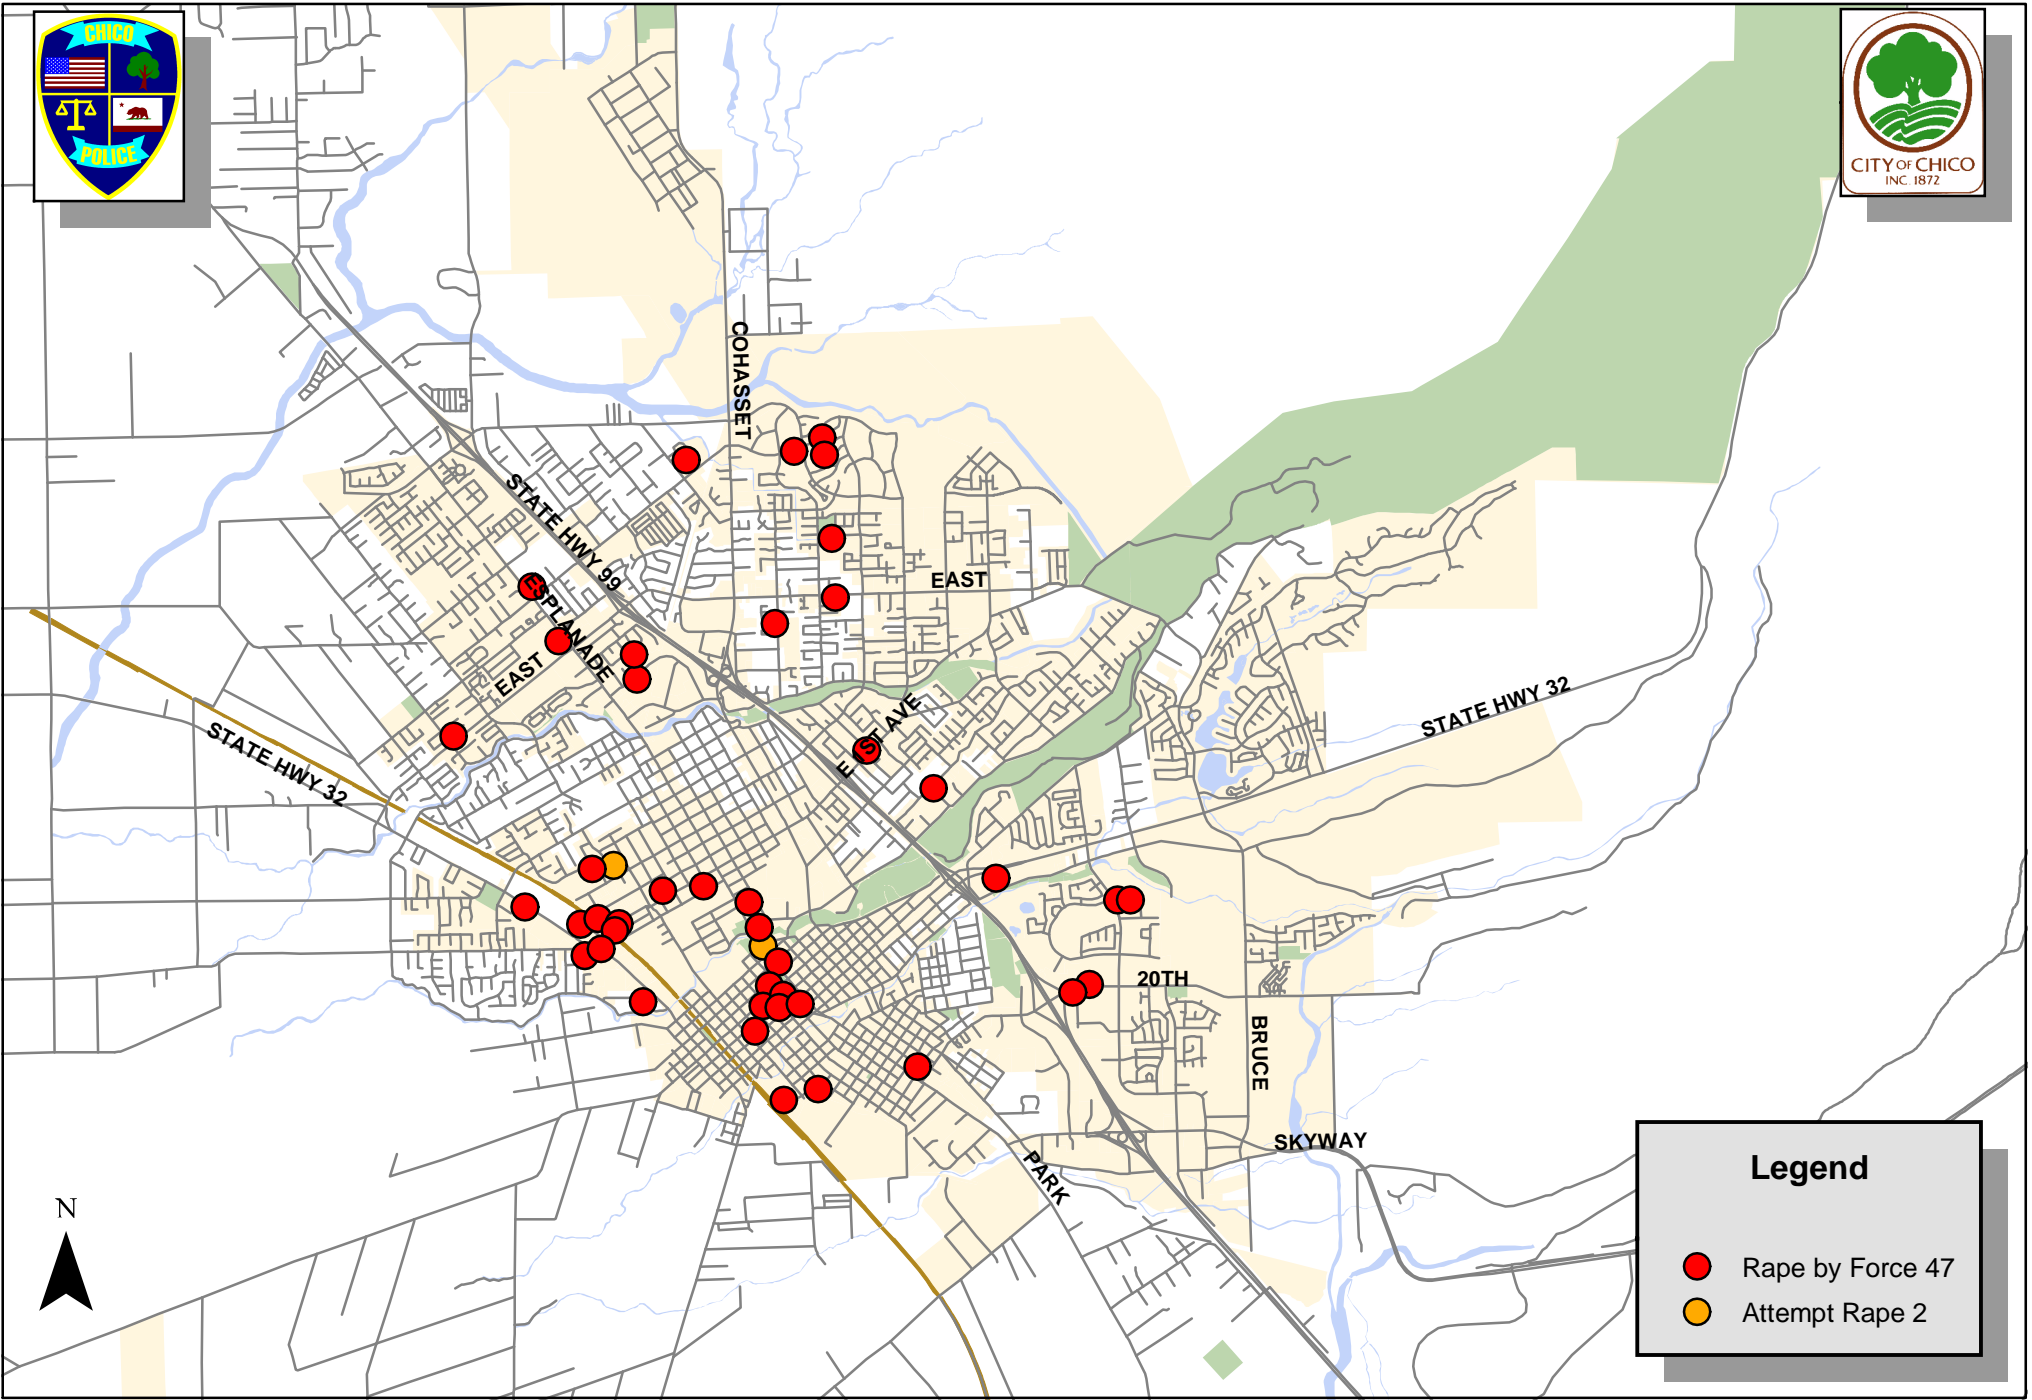 CHICO
POLICE
CITY OF CHICO
INC. 1872
COHASSET
STATE HWY 99
EAST
ESPLANADE
EAST
STATE HWY 32
EAST AVE
STATE HWY 32
20TH
BRUCE
SKYWAY
PARK
N
Legend
Rape by Force 47
Attempt Rape 2